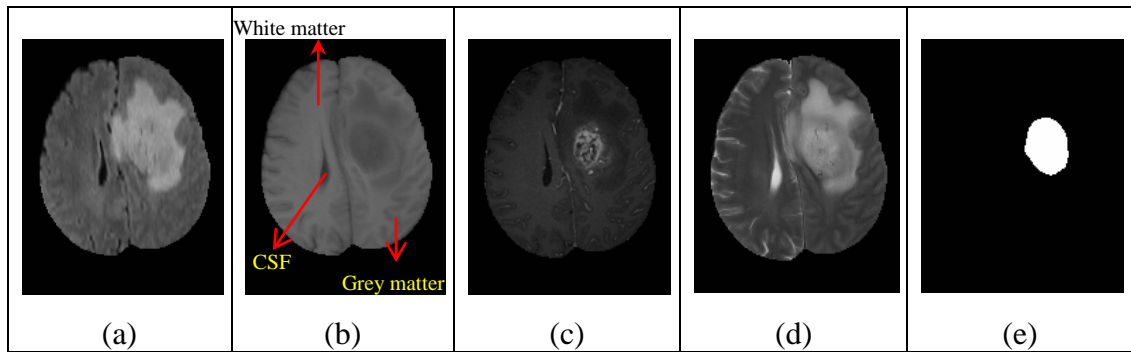 White matter
CSF
Grey matter
(a)
(b)
(c)
(d)
(e)